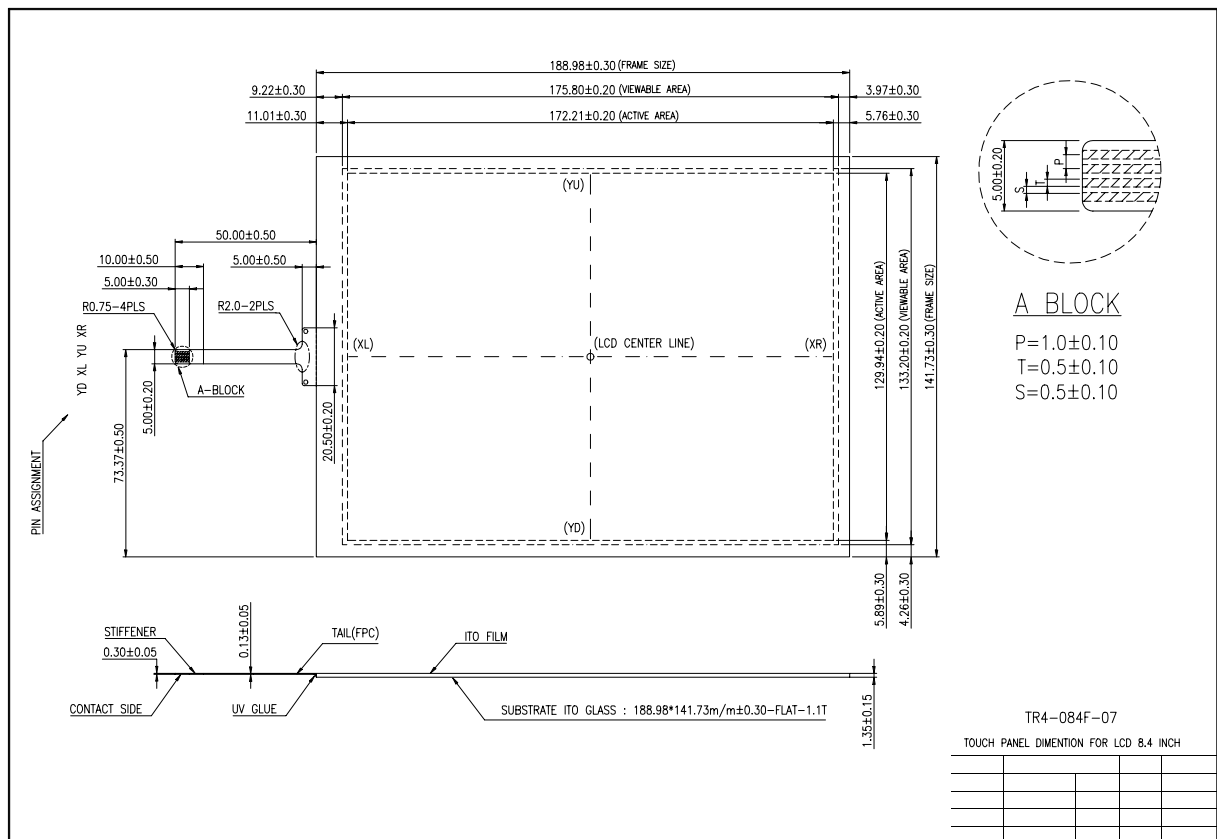 188.98±0.30 (FRAME SIZE)
9.22±0.30
175.80±0.20 (VIEWABLE AREA)
3.97±0.30
11.01±0.30
172.21±0.20 (ACTIVE AREA)
5.76±0.30
(YU)
50.00±0.50
10.00±0.50
5.00±0.50
5.00±0.30
R0.75-4PLS
R2.0-2PLS
(XL)
(LCD CENTER LINE)
(XR)
A-BLOCK
YD XL YU XR
5.00±0.20
73.37±0.50
20.50±0.20
PIN ASSIGNMENT
(YD)
129.94±0.20 (ACTIVE AREA)
133.20±0.20 (VIEWABLE AREA)
141.73±0.30 (FRAME SIZE)
5.89±0.30
4.26±0.30
5.00±0.20
S
T
P
A BLOCK
P=1.0±0.10
T=0.5±0.10
S=0.5±0.10
STIFFENER
0.30±0.05
0.13±0.05
TAIL(FPC)
ITO FILM
CONTACT SIDE
UV GLUE
SUBSTRATE ITO GLASS : 188.98*141.73m/m±0.30-FLAT-1.1T
1.35±0.15
TR4-084F-07
TOUCH PANEL DIMENTION FOR LCD 8.4 INCH